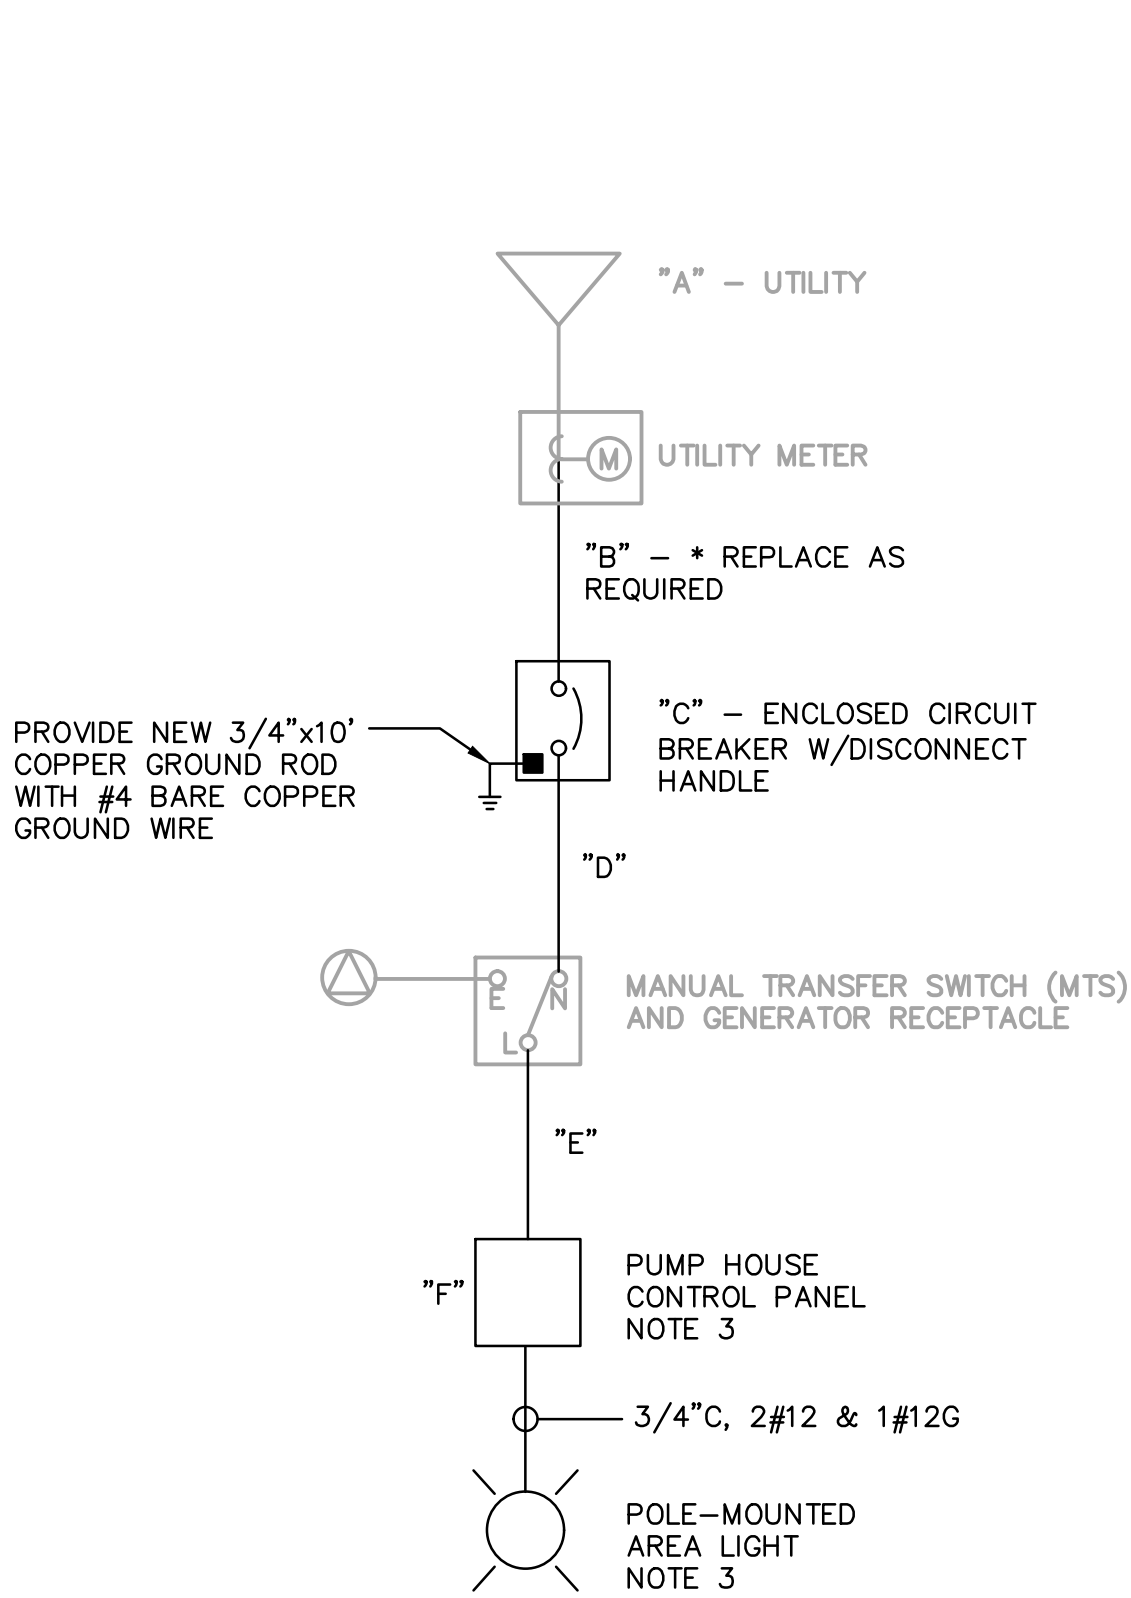 "A" - UTILITY
M
UTILITY METER
"B" - * REPLACE AS
REQUIRED
PROVIDE NEW 3/4"x10'
COPPER GROUND ROD
WITH #4 BARE COPPER
GROUND WIRE
"C" - ENCLOSED CIRCUIT
BREAKER W/DISCONNECT
HANDLE
"D"
E
N
L
MANUAL TRANSFER SWITCH (MTS)
AND GENERATOR RECEPTACLE
"E"
"F"
PUMP HOUSE
CONTROL PANEL
NOTE 3
3/4"C, 2#12 & 1#12G
POLE-MOUNTED
AREA LIGHT
NOTE 3